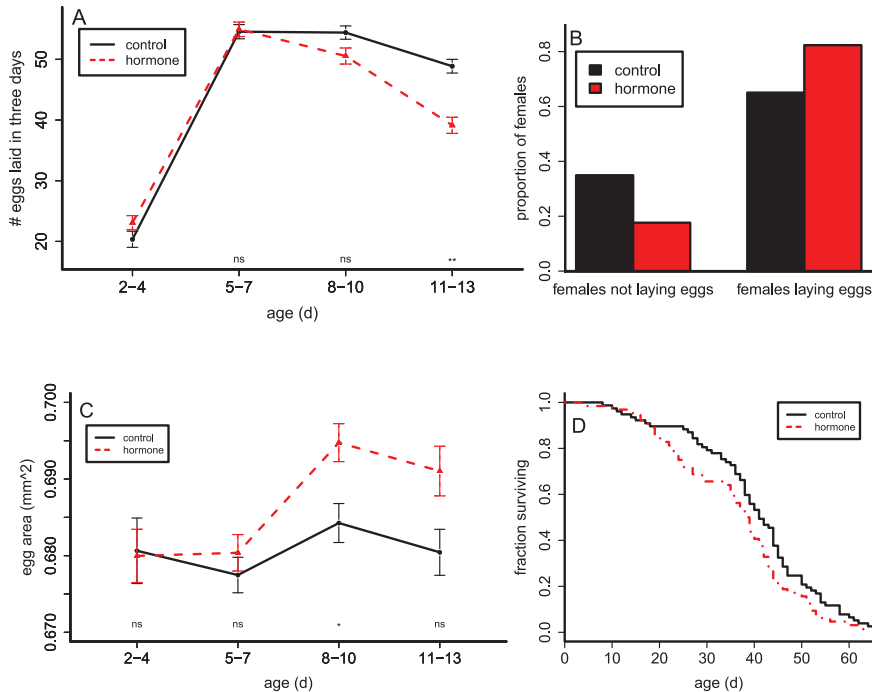 A
control
hormone
# eggs laid in three days
50
40
30
20
ns ns **
2–4 5–7 8–10 11–13
age (d)
B
control
hormone
proportion of females
0.8
0.6
0.4
0.2
0.0
females not laying eggs females laying eggs
C
control
hormone
egg area (mm^2)
0.700
0.690
0.680
0.670
ns ns * ns
2–4 5–7 8–10 11–13
age (d)
D
control
hormone
fraction surviving
1.0
0.8
0.6
0.4
0.2
0.0
0 10 20 30 40 50 60
age (d)